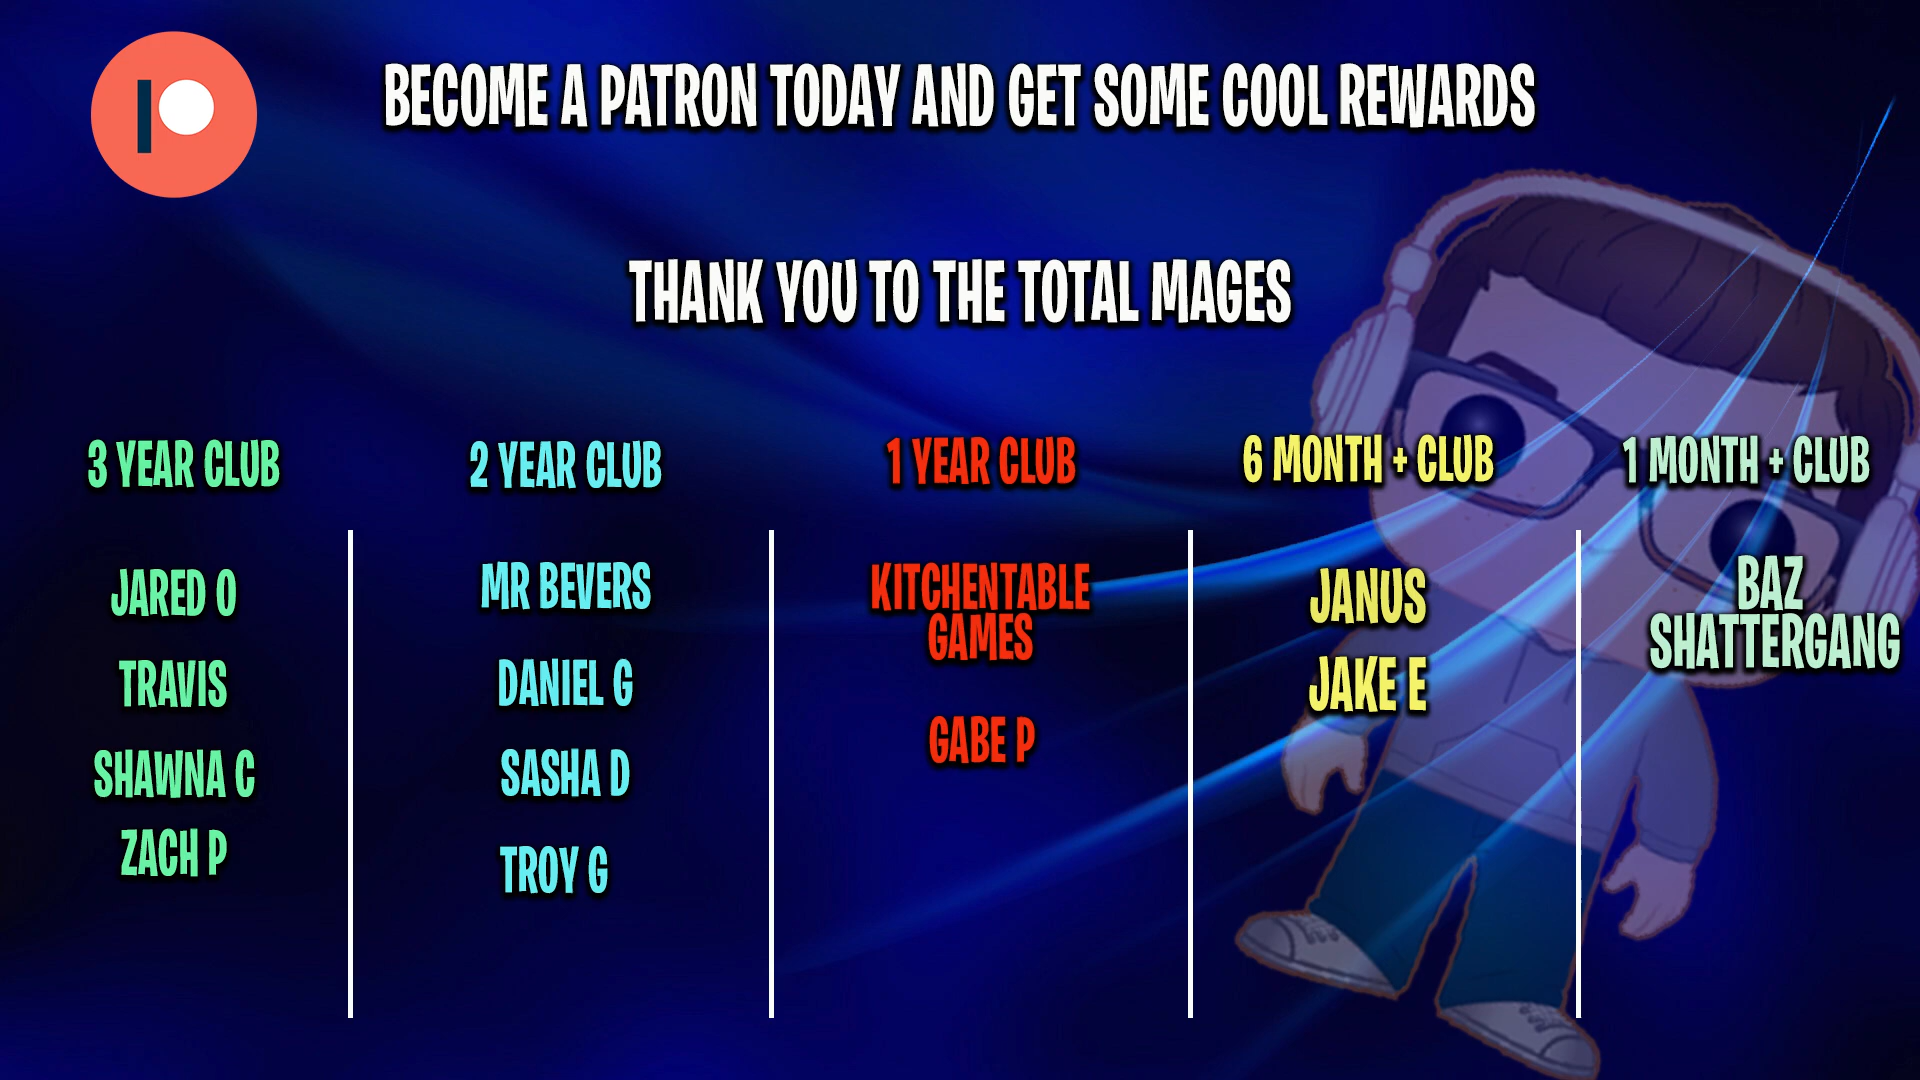 BECOME A PATRON TODAY AND GET SOME COOL REWARDS
THANK YOU TO THE TOTAL MAGES
3 YEAR CLUB
JARED O
TRAVIS
SHAWNA C
ZACH P
2 YEAR CLUB
MR BEVERS
DANIEL G
SASHA D
TROY G
1 YEAR CLUB
KITCHENTABLE
GAMES
GABE P
6 MONTH + CLUB
JANUS
JAKE E
1 MONTH + CLUB
BAZ
SHATTERGANG